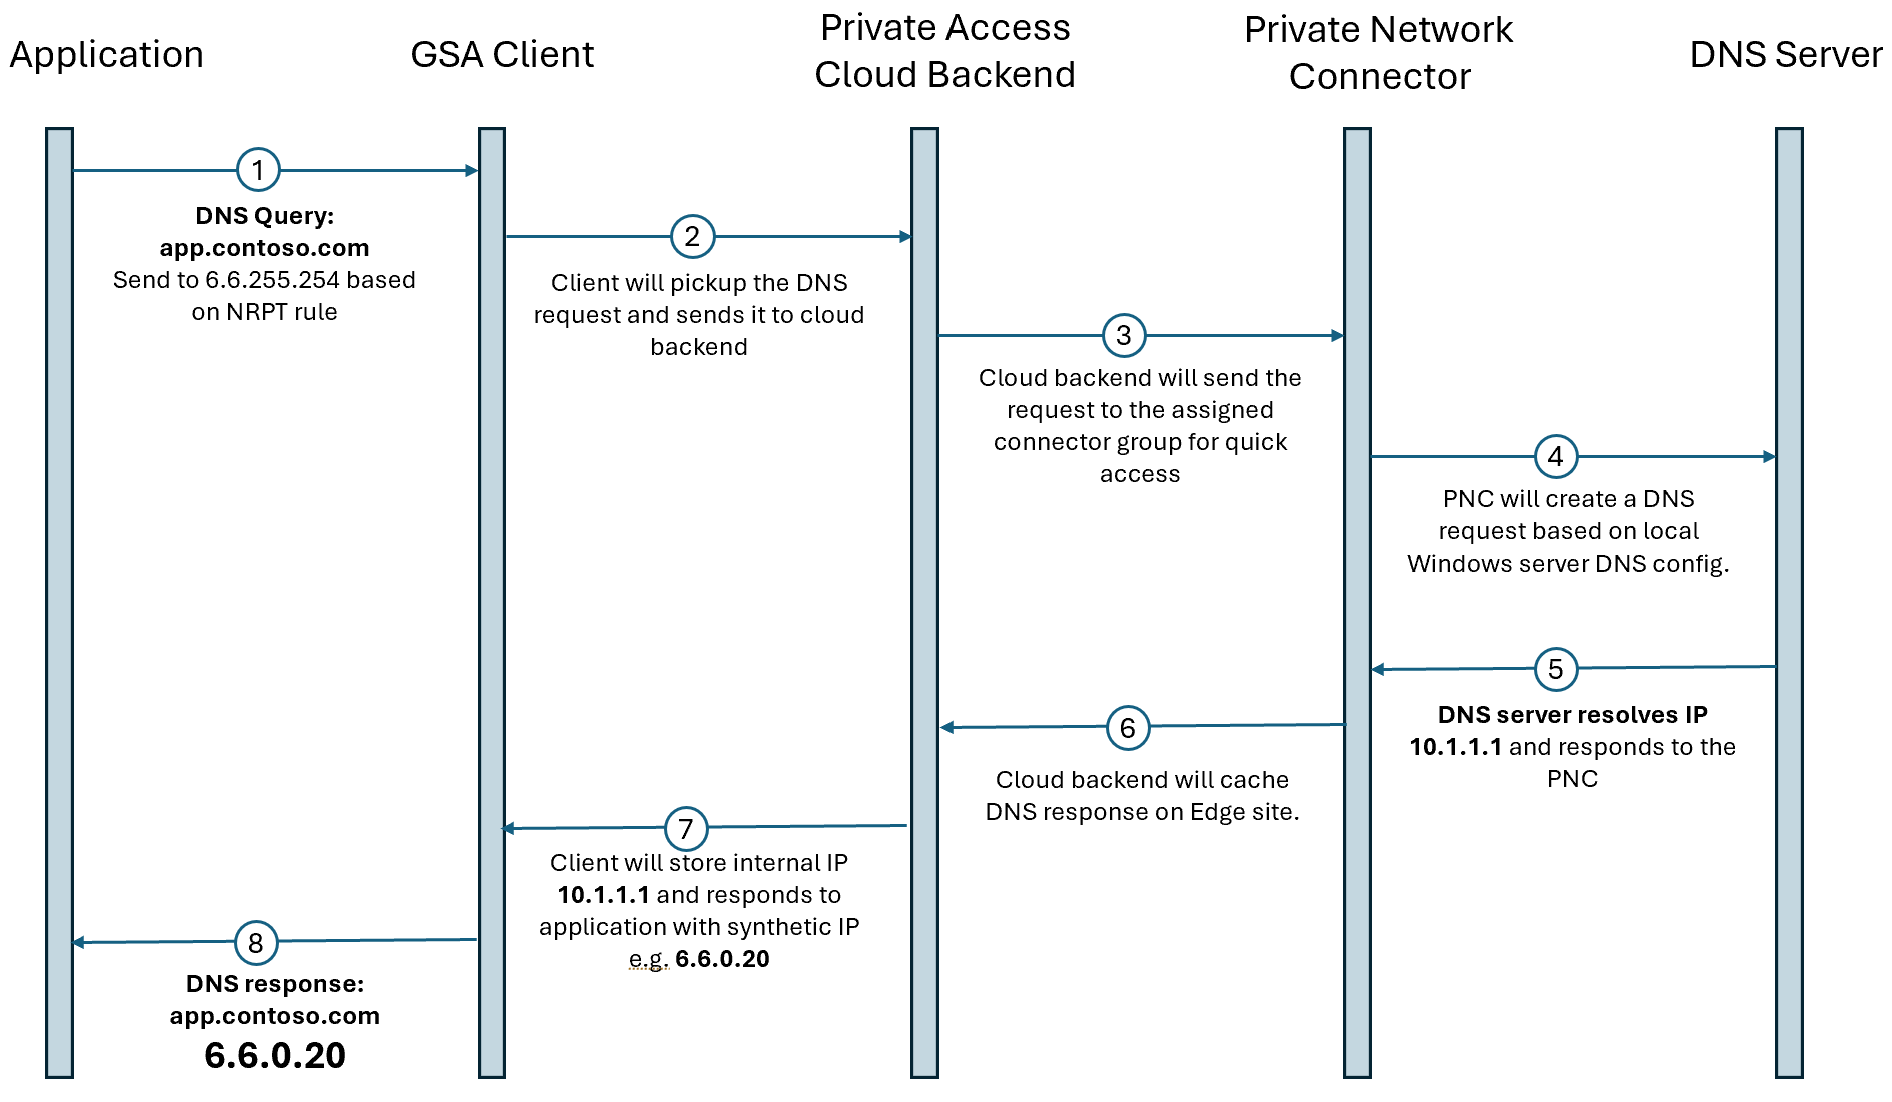 Application
GSA Client
Private Access
Cloud Backend
Private Network
Connector
DNS Server
1
DNS Query:
app.contoso.com
Send to 6.6.255.254 based
on NRPT rule
2
Client will pickup the DNS
request and sends it to cloud
backend
3
Cloud backend will send the
request to the assigned
connector group for quick
access
4
PNC will create a DNS
request based on local
Windows server DNS config.
5
DNS server resolves IP
10.1.1.1 and responds to the
PNC
6
Cloud backend will cache
DNS response on Edge site.
7
Client will store internal IP
10.1.1.1 and responds to
application with synthetic IP
e.g. 6.6.0.20
8
DNS response:
app.contoso.com
6.6.0.20